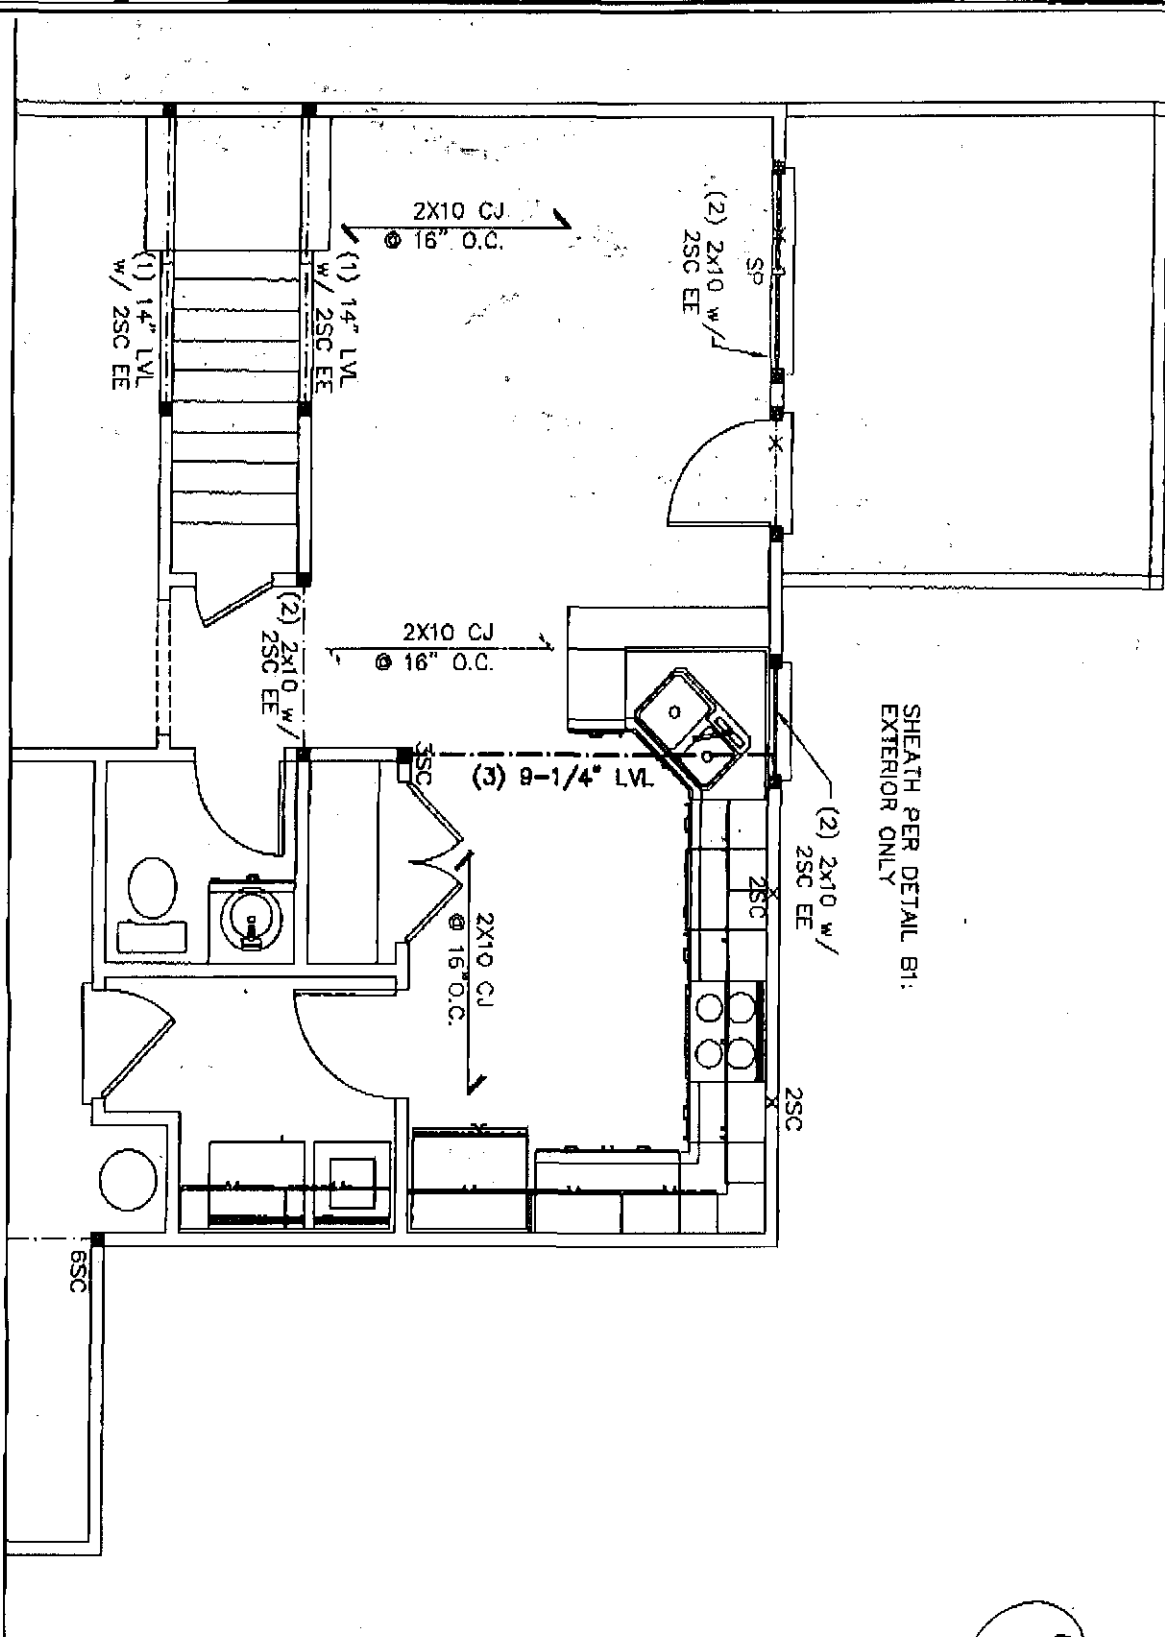 2X10 CJ
@ 16" O.C.
(2) 2x10 w/
2SC EE
SP
(1) 14" LVL
w/ 2SC EE
(1) 14" LVL
w/ 2SC EE
2X10 CJ
@ 16" O.C.
(2) 2x10 w/
2SC EE
SHEATH PER DETAIL B1:
EXTERIOR ONLY
3SC
(3) 9-1/4" LVL
(2) 2x10 w/
2SC EE
2SC
2X10 CJ
@ 16" O.C.
2SC
6SC